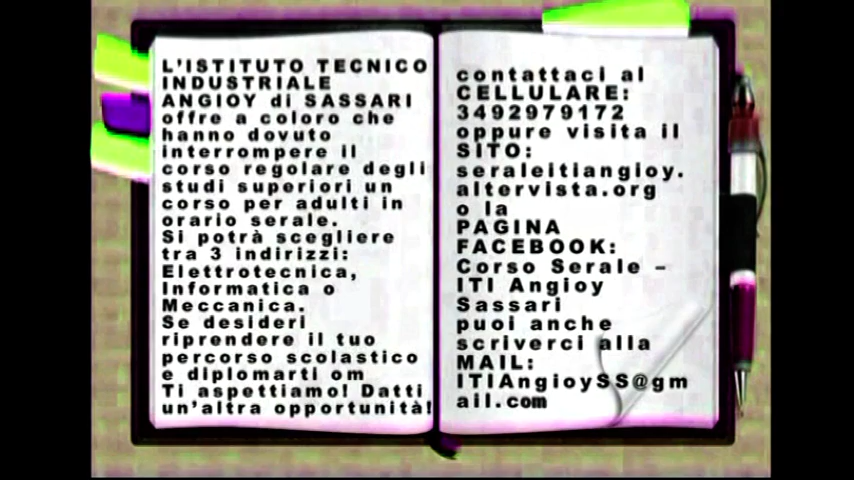 L'ISTITUTO TECNICO
INDUSTRIALE
ANGIOY di SASSARI
offre a coloro che
hanno dovuto
interrompere il
corso regolare degli
studi superiori un
corso per adulti in
orario serale.
Si potrà scegliere
tra 3 indirizzi:
Elettrotecnica,
Informatica o
Meccanica.
Se desideri
riprendere il tuo
percorso scolastico
e diplomarti om
Ti aspettiamo! Datti
un'altra opportunità!
contattaci al
CELLULARE:
3492979172
oppure visita il
SITO:
seraleitiangioy.
altervista.org
o la
PAGINA
FACEBOOK:
Corso Serale –
ITI Angioy
Sassari
puoi anche
scriverci alla
MAIL:
ITIAngioySS@gm
ail.com